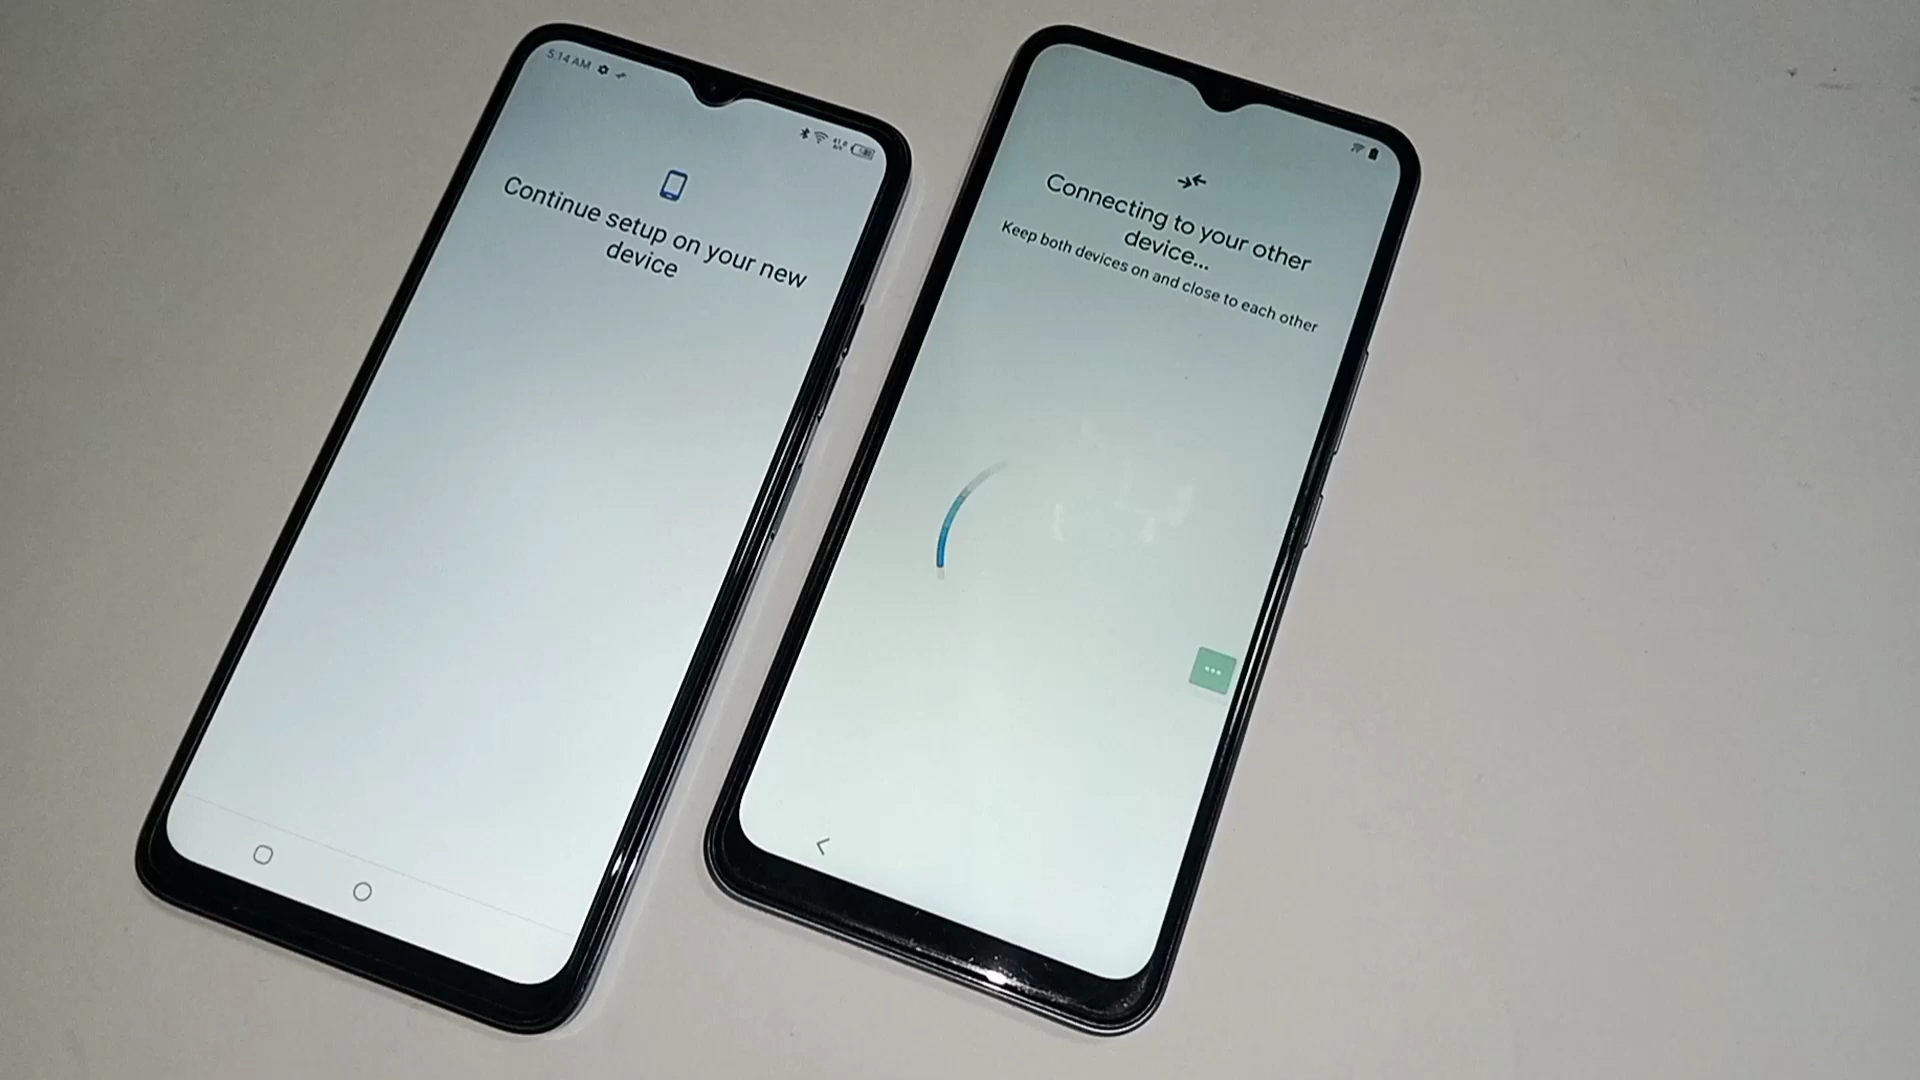 5:14 AM
Continue setup on your new
device
Connecting to your other
device...
Keep both devices on and close to each other